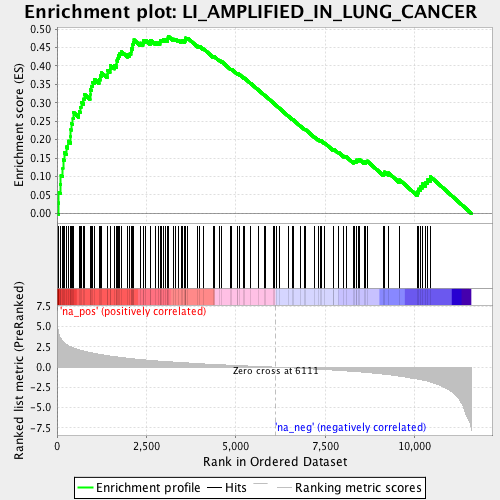 Enrichment plot: LI_AMPLIFIED_IN_LUNG_CANCER
Enrichment score (ES)
0.50
0.45
0.40
0.35
0.30
0.25
0.20
0.15
0.10
0.05
0.00
'na_pos' (positively correlated)
Ranked list metric (PreRanked)
7.5
5.0
2.5
0.0
-2.5
-5.0
-7.5
Zero cross at 6111
'na_neg' (negatively correlated)
0
2,500
5,000
7,500
10,000
Rank in Ordered Dataset
Enrichment profile
Hits
Ranking metric scores